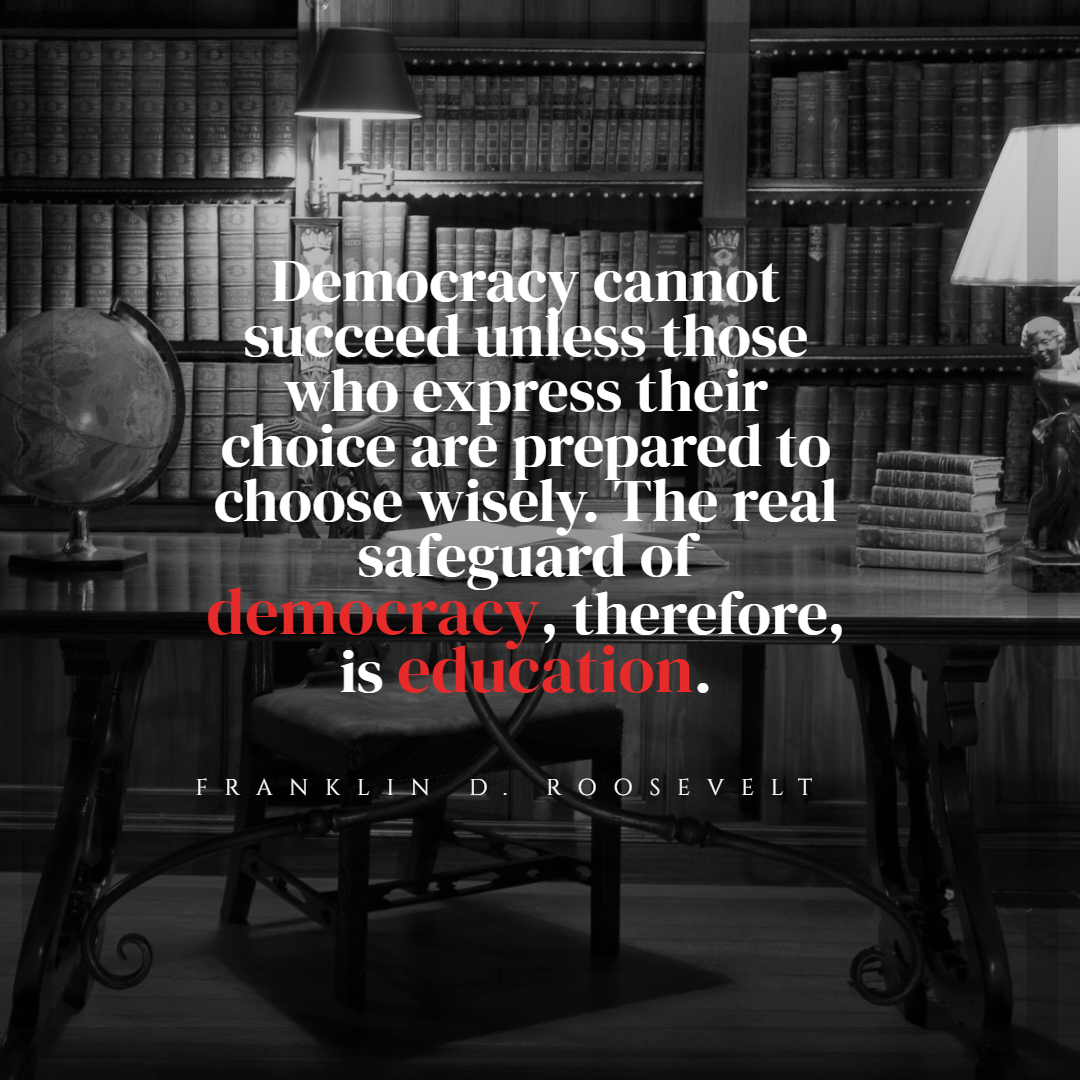 Democracy cannot
succeed unless those
who express their
choice are prepared to
choose wisely. The real
safeguard of
democracy, therefore,
is education.
FRANKLIN D. ROOSEVELT